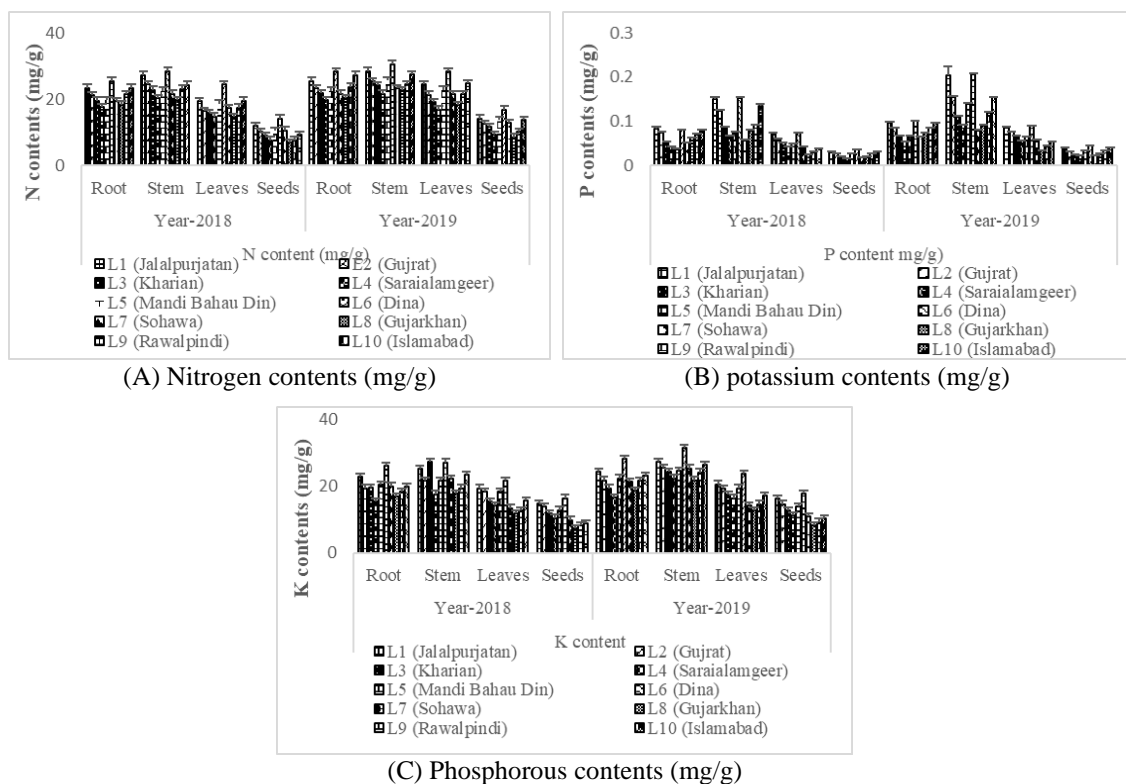 N contents (mg/g)
40
20
0
Root Stem Leaves Seeds Root Stem Leaves Seeds
Year-2018 Year-2019
N content (mg/g)
L1 (Jalalpurjatan) L2 (Gujrat)
L3 (Kharian) L4 (Saraialamgeer)
L5 (Mandi Bahau Din) L6 (Dina)
L7 (Sohawa) L8 (Gujarkhan)
L9 (Rawalpindi) L10 (Islamabad)
(A) Nitrogen contents (mg/g)
P contents (mg/g)
0.3
0.2
0.1
0
Root Stem Leaves Seeds Root Stem Leaves Seeds
Year-2018 Year-2019
P content mg/g)
L1 (Jalalpurjatan) L2 (Gujrat)
L3 (Kharian) L4 (Saraialamgeer)
L5 (Mandi Bahau Din) L6 (Dina)
L7 (Sohawa) L8 (Gujarkhan)
L9 (Rawalpindi) L10 (Islamabad)
(B) potassium contents (mg/g)
K contents (mg/g)
40
20
0
Root Stem Leaves Seeds Root Stem Leaves Seeds
Year-2018 Year-2019
K content
L1 (Jalalpurjatan) L2 (Gujrat)
L3 (Kharian) L4 (Saraialamgeer)
L5 (Mandi Bahau Din) L6 (Dina)
L7 (Sohawa) L8 (Gujarkhan)
L9 (Rawalpindi) L10 (Islamabad)
(C) Phosphorous contents (mg/g)